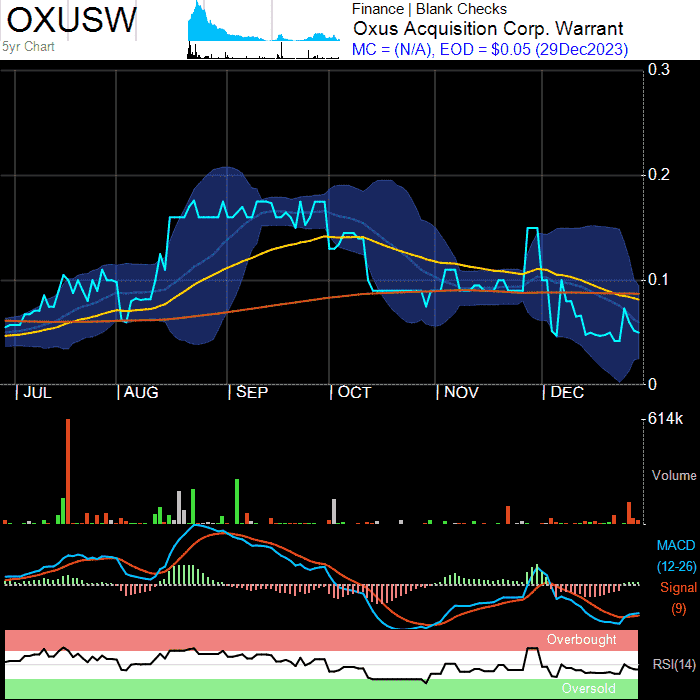 OXUSW
5yr Chart
Finance | Blank Checks
Oxus Acquisition Corp. Warrant
MC = (N/A), EOD = $0.05 (29Dec2023)
0.3
0.2
0.1
0
JUL
AUG
SEP
OCT
NOV
DEC
614k
Volume
MACD
(12-26)
Signal
(9)
Overbought
RSI(14)
Oversold